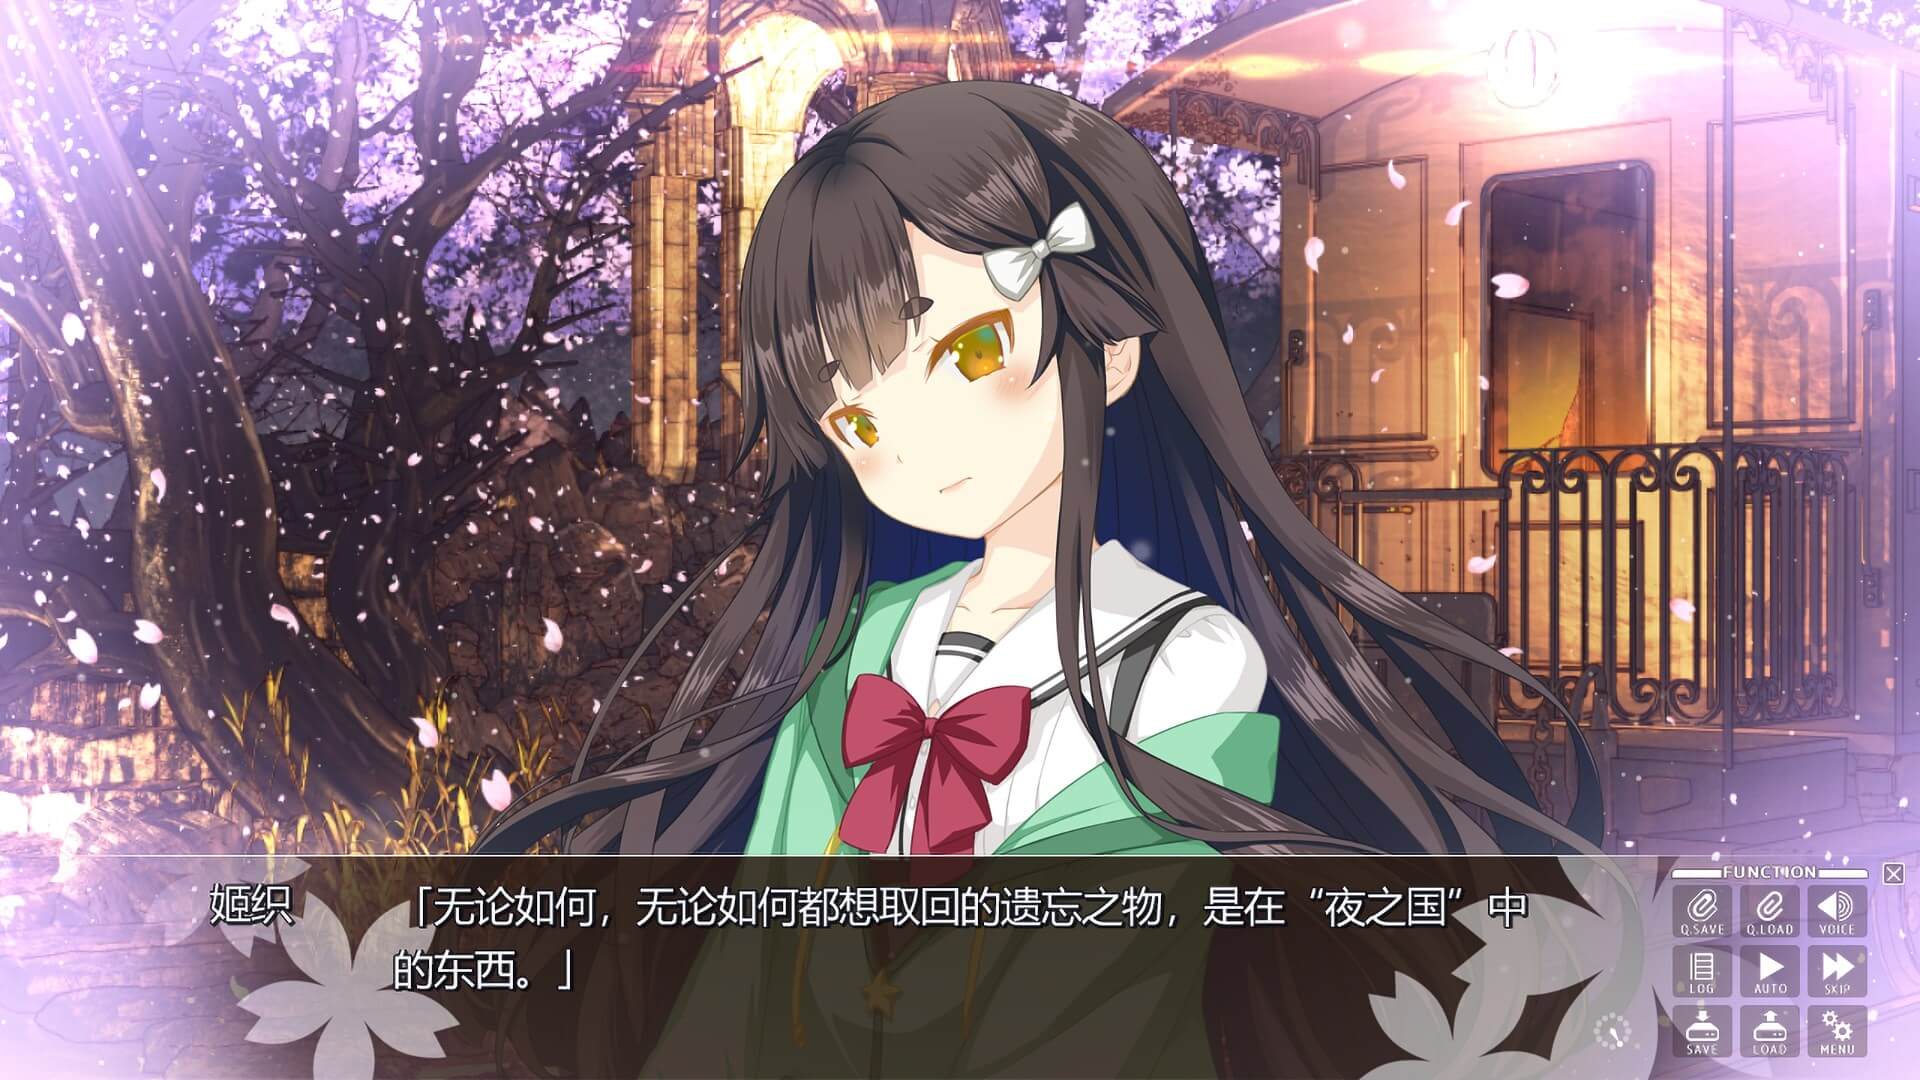 姬织
「无论如何，无论如何都想取回的遗忘之物，是在“夜之国”中
的东西。」
FUNCTION
Q.SAVE Q.LOAD VOICE
LOG AUTO SKIP
SAVE LOAD MENU